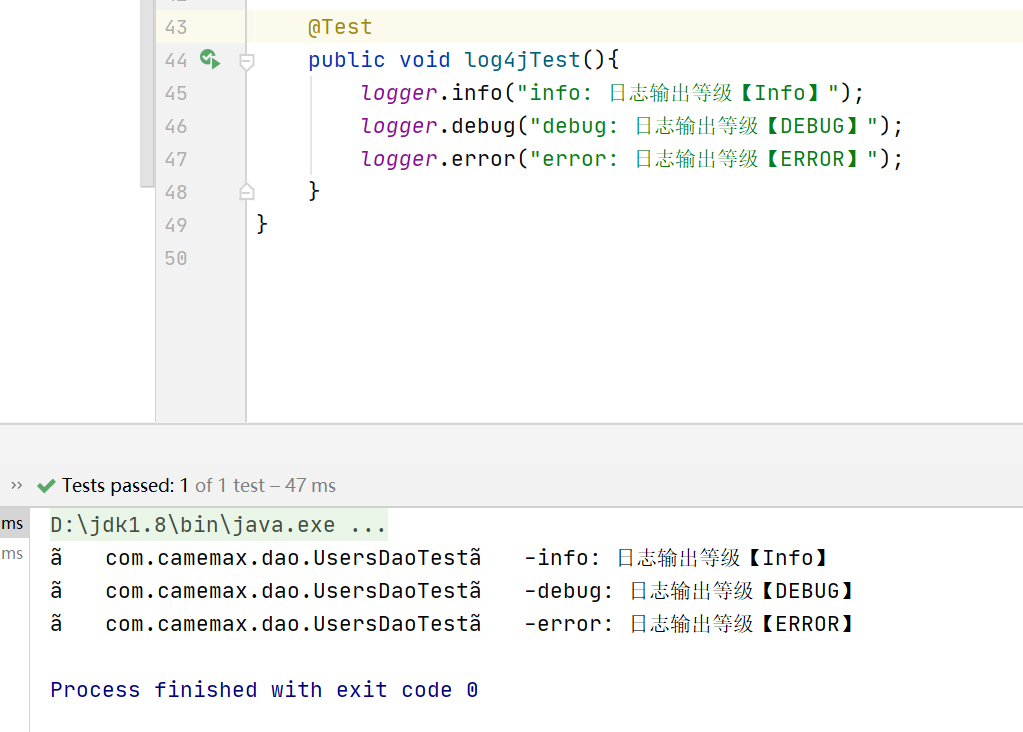 43 @Test
44 public void log4jTest(){
45 logger.info("info: 日志输出等级【Info】");
46 logger.debug("debug: 日志输出等级【DEBUG】");
47 logger.error("error: 日志输出等级【ERROR】");
48 }
49 }
50
» Tests passed: 1 of 1 test – 47 ms
ms D:\jdk1.8\bin\java.exe ...
ms ã com.camemax.dao.UsersDaoTestã -info: 日志输出等级【Info】
ã com.camemax.dao.UsersDaoTestã -debug: 日志输出等级【DEBUG】
ã com.camemax.dao.UsersDaoTestã -error: 日志输出等级【ERROR】
Process finished with exit code 0